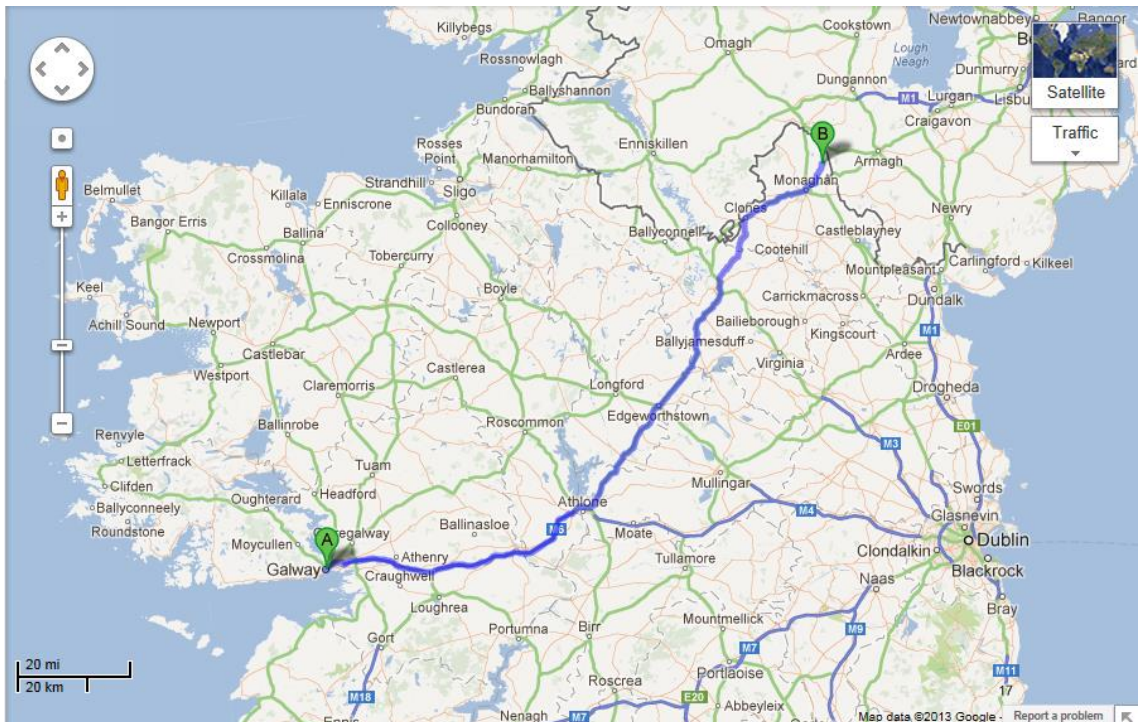 Killybegs
Cookstown
Newtownabbey
Bangor
Omagh
Lough
Neagh
Rossnowlagh
Dungannon
Dunmurry
Ballyshannon
Bundoran
M1
Lurgan
Craigavon
Satellite
Traffic
Rosses
Point
Manorhamilton
Enniskillen
B
Armagh
Strandhill
Sligo
Monaghan
Belmullet
Killala
Enniscrone
Bangor Erris
Ballina
Collooney
Clones
Newry
Ballyconnell
Castleblayney
Cootehill
Crossmolina
Tobercurry
Mountpleasant
Carlingford
Kilkeel
Keel
Boyle
Carrickmacross
Dundalk
Achill Sound
Newport
Bailieborough
Kingscourt
M1
Castlebar
Ballyjamesduff
Ardee
Westport
Castlerea
Virginia
Claremorris
Longford
Drogheda
Edgeworthstown
Ballinrobe
Roscommon
E01
Renvyle
M3
Letterfrack
Tuam
Clifden
Oughterard
Headford
Mullingar
Swords
Ballyconneely
Athlone
M4
Roundstone
Ballinasloe
M6
Moate
Glasnevin
Moycullen
A
Dublin
Athenry
Clondalkin
Galway
Tullamore
Blackrock
Craughwell
Naas
Loughrea
Bray
Mountmellick
Gort
Portumna
Birr
M9
M7
20 mi
Portlaoise
M11
20 km
Roscrea
17
M18
E20
Abbeyleix
Nenagh
M7
Map data ©2013 Google -
Report a problem